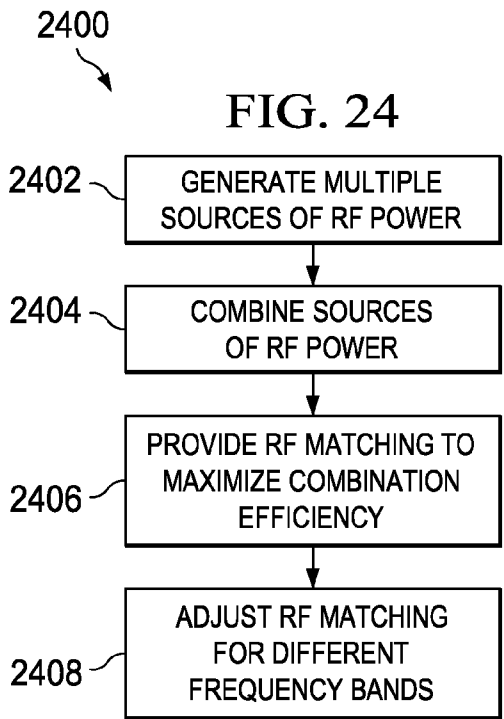 2400
FIG. 24
2402
GENERATE MULTIPLE
SOURCES OF RF POWER
2404
COMBINE SOURCES
OF RF POWER
2406
PROVIDE RF MATCHING TO
MAXIMIZE COMBINATION
EFFICIENCY
2408
ADJUST RF MATCHING
FOR DIFFERENT
FREQUENCY BANDS